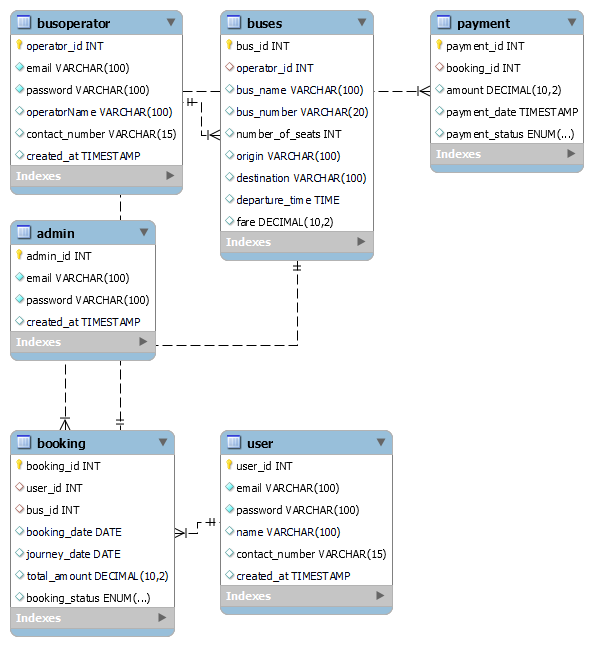 busoperator
operator_id INT
email VARCHAR(100)
password VARCHAR(100)
operatorName VARCHAR(100)
contact_number VARCHAR(15)
created_at TIMESTAMP
Indexes
buses
bus_id INT
operator_id INT
bus_name VARCHAR(100)
bus_number VARCHAR(20)
number_of_seats INT
origin VARCHAR(100)
destination VARCHAR(100)
departure_time TIME
fare DECIMAL(10,2)
Indexes
payment
payment_id INT
booking_id INT
amount DECIMAL(10,2)
payment_date TIMESTAMP
payment_status ENUM(...)
Indexes
admin
admin_id INT
email VARCHAR(100)
password VARCHAR(100)
created_at TIMESTAMP
Indexes
booking
booking_id INT
user_id INT
bus_id INT
booking_date DATE
journey_date DATE
total_amount DECIMAL(10,2)
booking_status ENUM(...)
Indexes
user
user_id INT
email VARCHAR(100)
password VARCHAR(100)
name VARCHAR(100)
contact_number VARCHAR(15)
created_at TIMESTAMP
Indexes